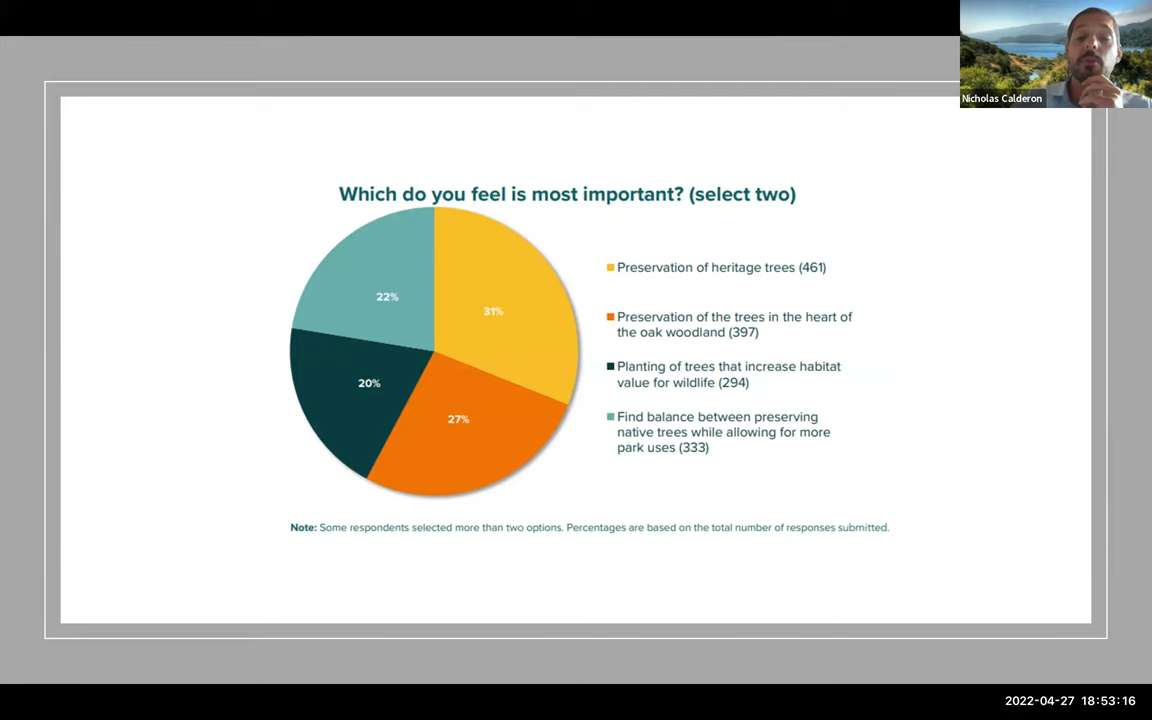 Nicholas Calderon
Which do you feel is most important? (select two)
22%
31%
20%
27%
Preservation of heritage trees (461)
Preservation of the trees in the heart of
the oak woodland (397)
Planting of trees that increase habitat
value for wildlife (294)
Find balance between preserving
native trees while allowing for more
park uses (333)
Note: Some respondents selected more than two options. Percentages are based on the total number of responses submitted.
2022-04-27 18:53:16